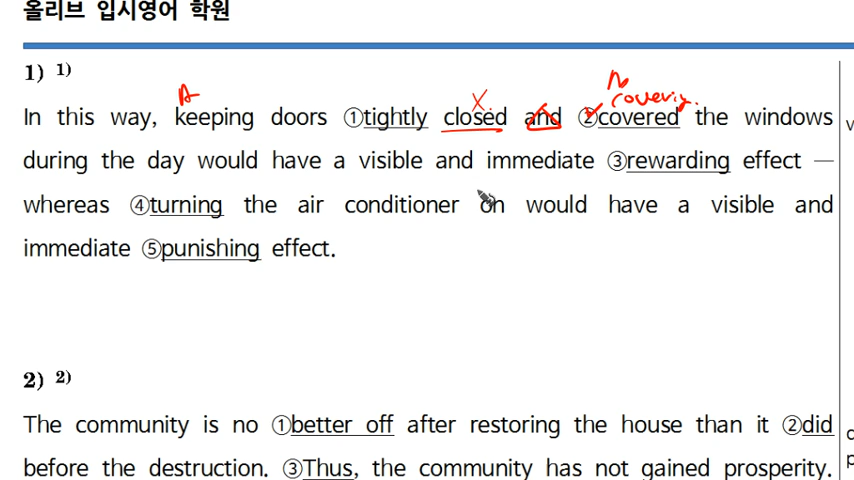 올리브 입시영어 학원
1) 1)
A
X
covering.
In this way, keeping doors ①tightly closed and ②covered the windows
during the day would have a visible and immediate ③rewarding effect —
whereas ④turning the air conditioner on would have a visible and
immediate ⑤punishing effect.
2) 2)
The community is no ①better off after restoring the house than it ②did
before the destruction. ③Thus, the community has not gained prosperity.